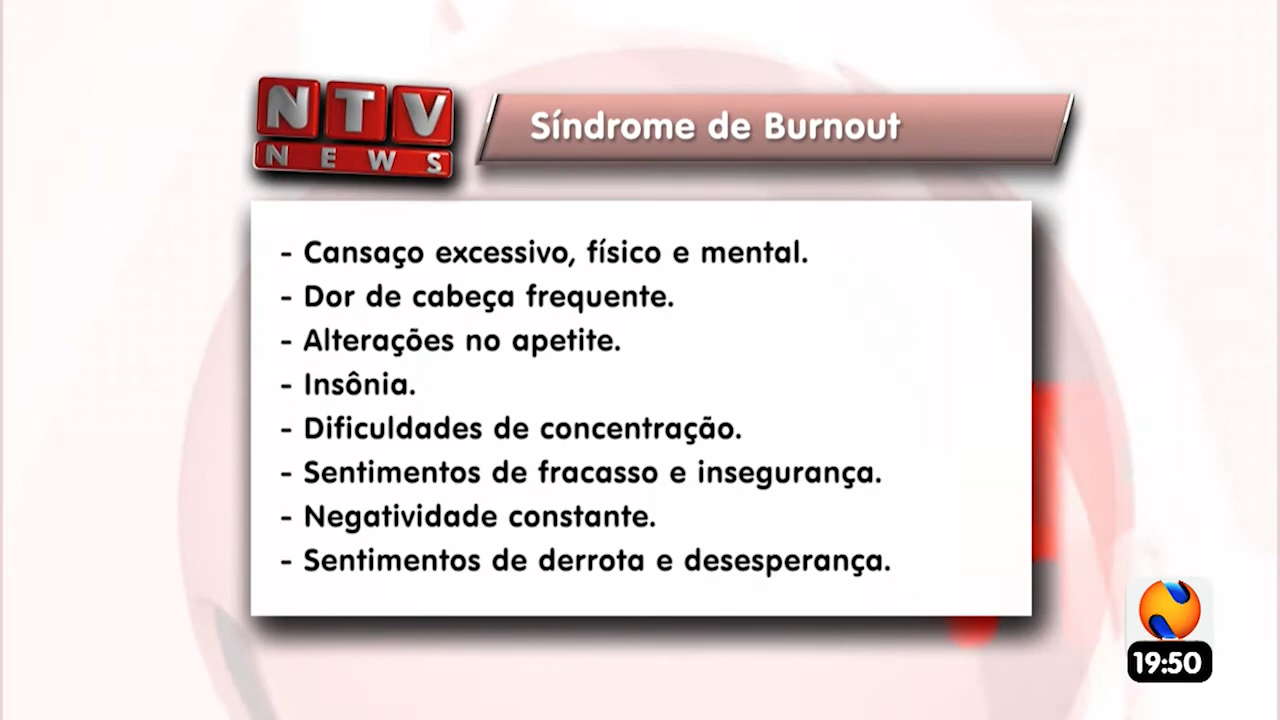 NTV
NEWS
Síndrome de Burnout
- Cansaço excessivo, físico e mental.
- Dor de cabeça frequente.
- Alterações no apetite.
- Insônia.
- Dificuldades de concentração.
- Sentimentos de fracasso e insegurança.
- Negatividade constante.
- Sentimentos de derrota e desesperança.
19:50